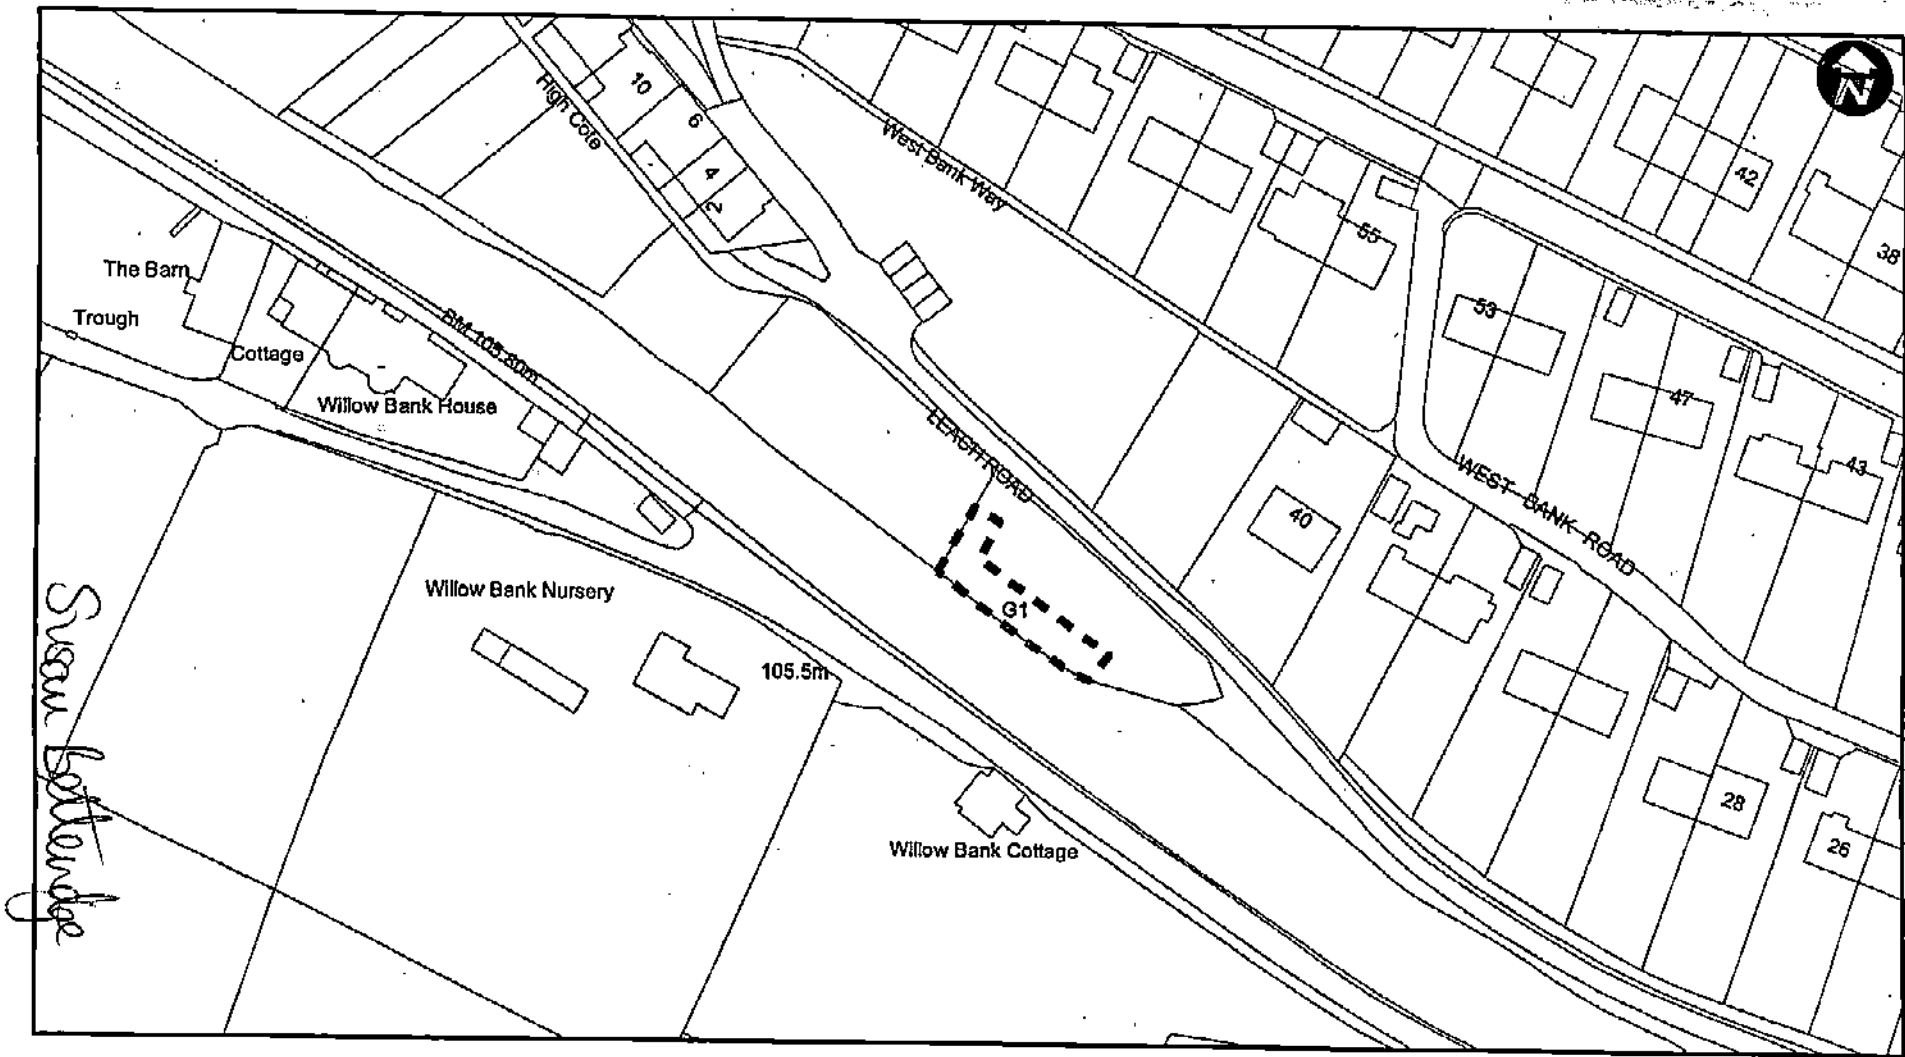 N
10
6
High Cote
4
2
West Bank Way
42
55
38
The Barn
53
Trough
BM 105.80m
Cottage
47
Willow Bank House
LEACH ROAD
43
WEST BANK ROAD
40
Willow Bank Nursery
G1
105.5m
28
Willow Bank Cottage
26
Susan